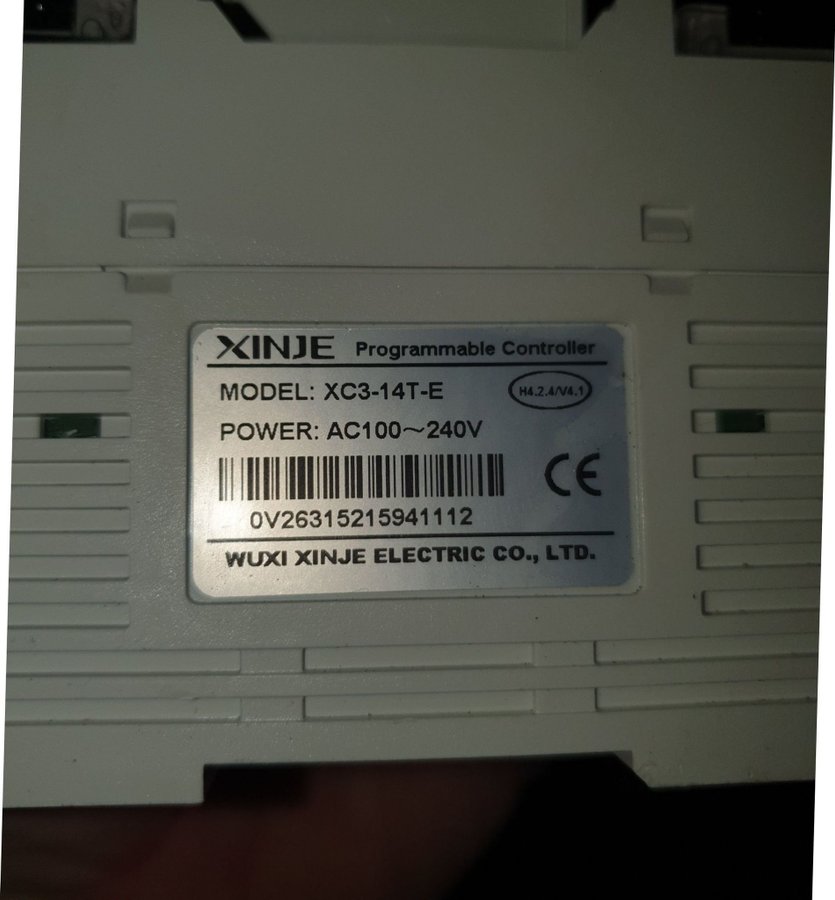 XINJE Programmable Controller
MODEL: XC3-14T-E H4.2.4/V4.1
POWER: AC100～240V
CE
0V26315215941112
WUXI XINJE ELECTRIC CO., LTD.